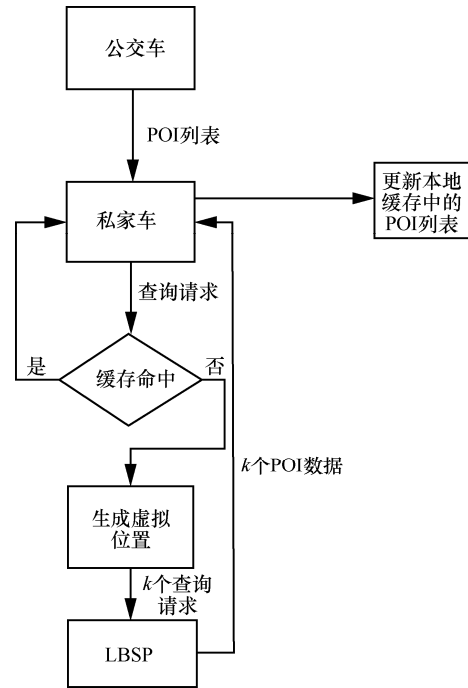 公交车
POI列表
私家车
更新本地
缓存中的
POI列表
查询请求
是
缓存命中
否
k个POI数据
生成虚拟
位置
k个查询
请求
LBSP